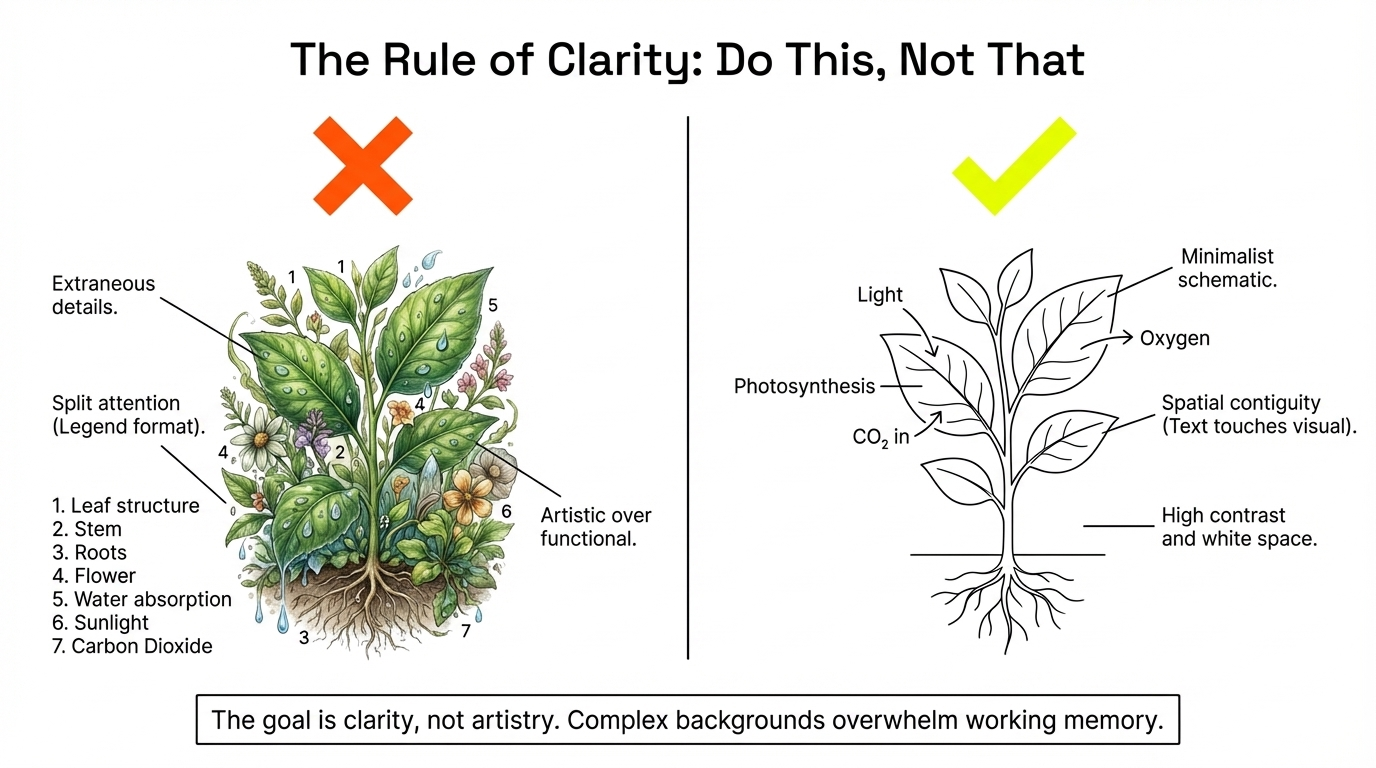 The Rule of Clarity: Do This, Not That
Extraneous
details.
Split attention
(Legend format).
1. Leaf structure
2. Stem
3. Roots
4. Flower
5. Water absorption
6. Sunlight
7. Carbon Dioxide
1
1
5
4
4
2
6
3
7
Artistic over
functional.
Light
Photosynthesis
CO₂ in
Minimalist
schematic.
Oxygen
Spatial contiguity
(Text touches visual).
High contrast
and white space.
The goal is clarity, not artistry. Complex backgrounds overwhelm working memory.